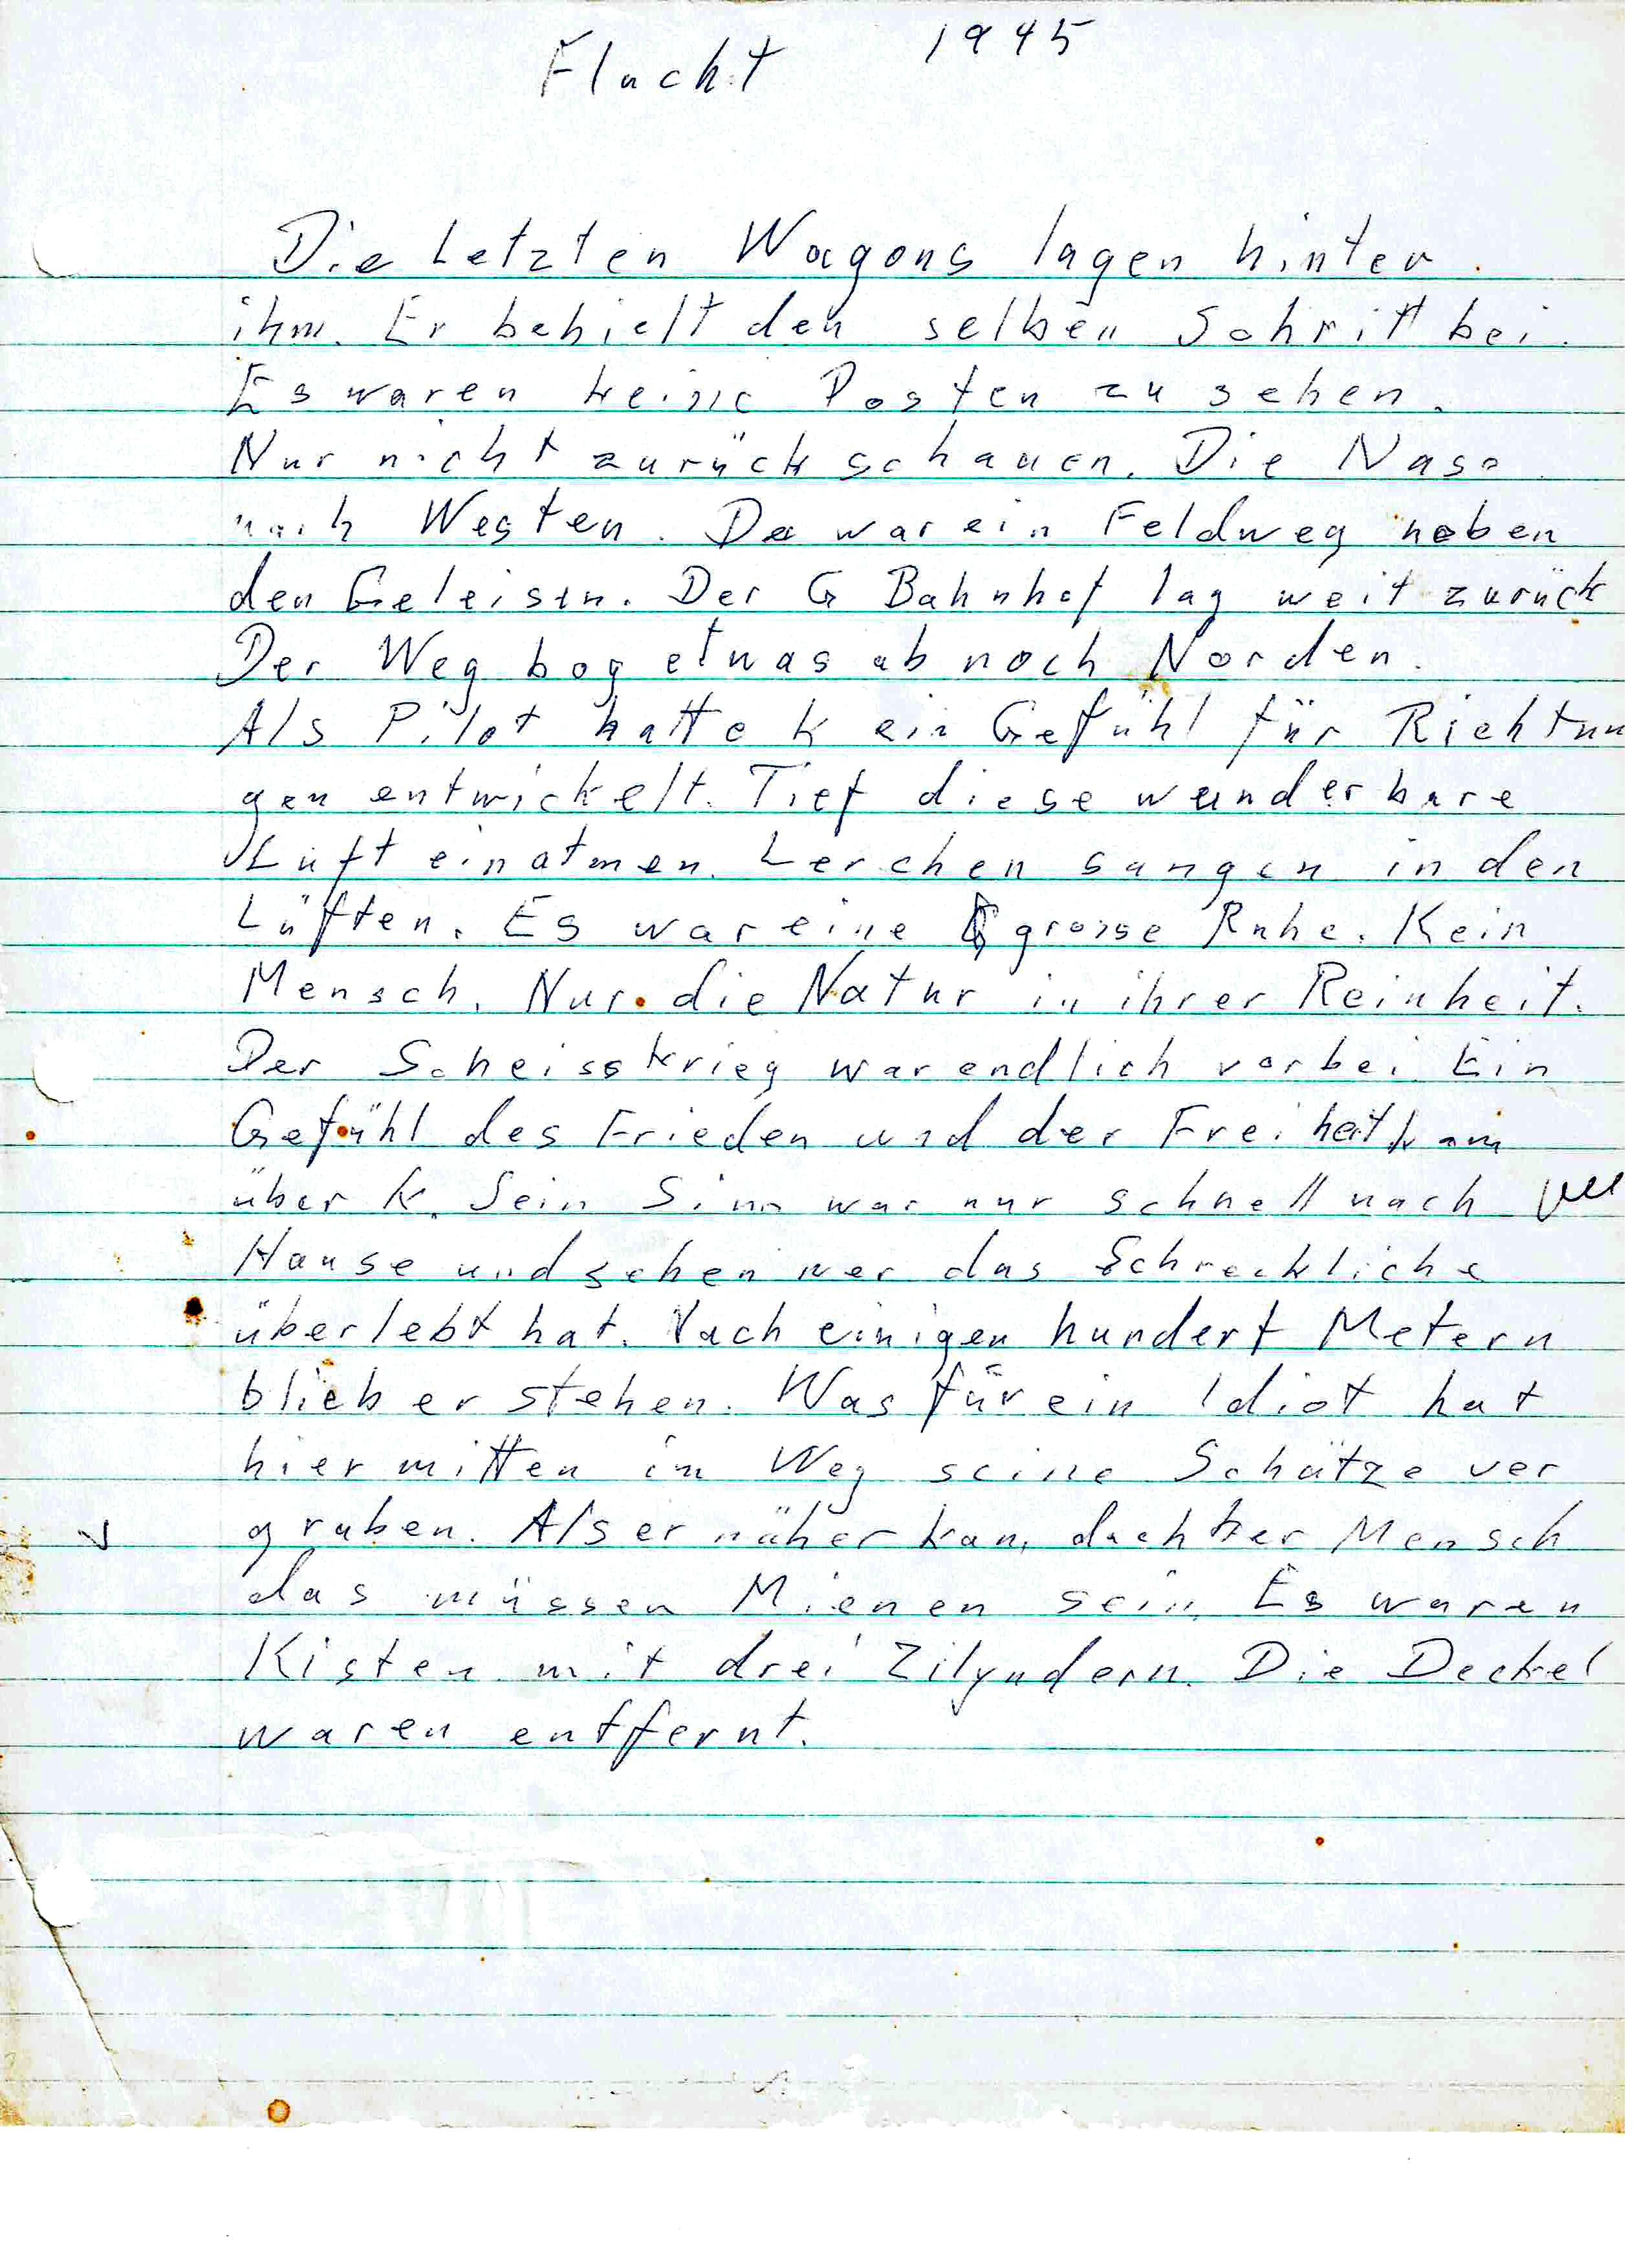 Flucht 1945
Die Letzten Wagons lagen hinter
ihm. Er behielt den selben Schritt bei.
Es waren keine Posten zu sehen.
Nur nicht zurück schauen. Die Nase
nach Westen. Da war ein Feldweg neben
den Geleisen. Der G Bahnhof lag weit zurück
Der Weg bog etwas ab noch Norden.
Als Pilot hatte K ein Gefühl für Richtun
gen entwickelt. Tief diese wunderbare
Luft einatmen. Lerchen sangen in den
Lüften. Es war eine grosse Ruhe. Kein
Mensch. Nur die Natur in ihrer Reinheit.
Der Scheisskrieg war endlich vorbei. Ein
Gefühl des Frieden und der Freiheit kam
über K. Sein Sinn war nur schnell nach
Hause und sehen wer das Schreckliche
überlebt hat. Nach einigen hundert Metern
blieb er stehen. Was für ein Idiot hat
hier mitten im Weg seine Schätze ver
graben. Als er näher kam, dachte er Mensch
das müssen Mienen sein. Es waren
Kisten mit drei Zilyndern. Die Deckel
waren entfernt.